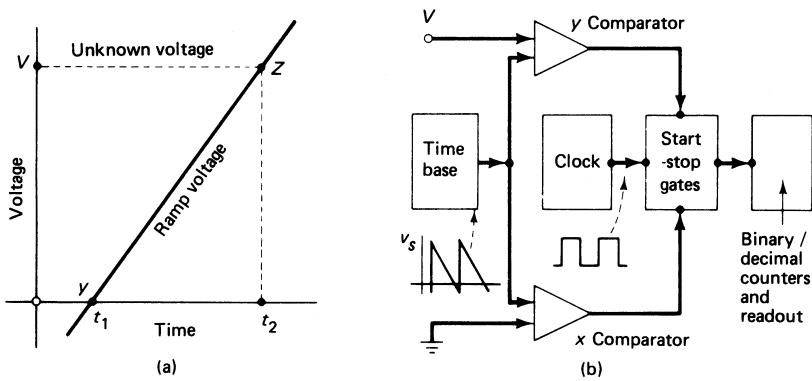 V
Unknown voltage
Z
Ramp voltage
Voltage
y
t1
Time
t2
(a)
V
y Comparator
Time
base
Clock
Start
-stop
gates
vs
Binary /
decimal
counters
and
readout
x Comparator
(b)